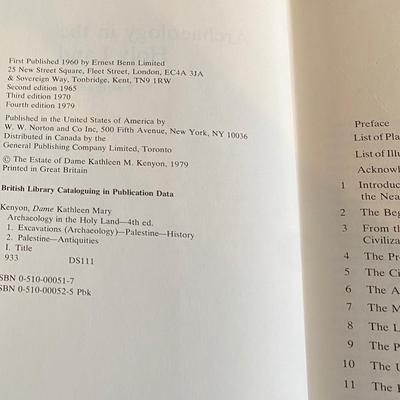 First Published 1960 by Ernest Benn Limited
25 New Street Square, Fleet Street, London, EC4A 3JA
& Sovereign Way, Tonbridge, Kent, TN9 1RW
Second edition 1965
Third edition 1970
Fourth edition 1979
Published in the United States of America by
W. W. Norton and Co Inc, 500 Fifth Avenue, New York, NY 10036
Distributed in Canada by the
General Publishing Company Limited, Toronto
© The Estate of Dame Kathleen M. Kenyon, 1979
Printed in Great Britain
British Library Cataloguing in Publication Data
Kenyon, Dame Kathleen Mary
Archaeology in the Holy Land—4th ed.
1. Excavations (Archaeology)—Palestine—History
2. Palestine—Antiquities
I. Title
933 DS111
SBN 0-510-00051-7
SBN 0-510-00052-5 Pbk
Preface
List of Pla
List of Illu
Acknowl
1 Introduc
the Nea
2 The Beg
3 From th
Civiliza
4 The Pr
5 The Ci
6 The A
7 The M
8 The L
9 The P
10 The U
11 The